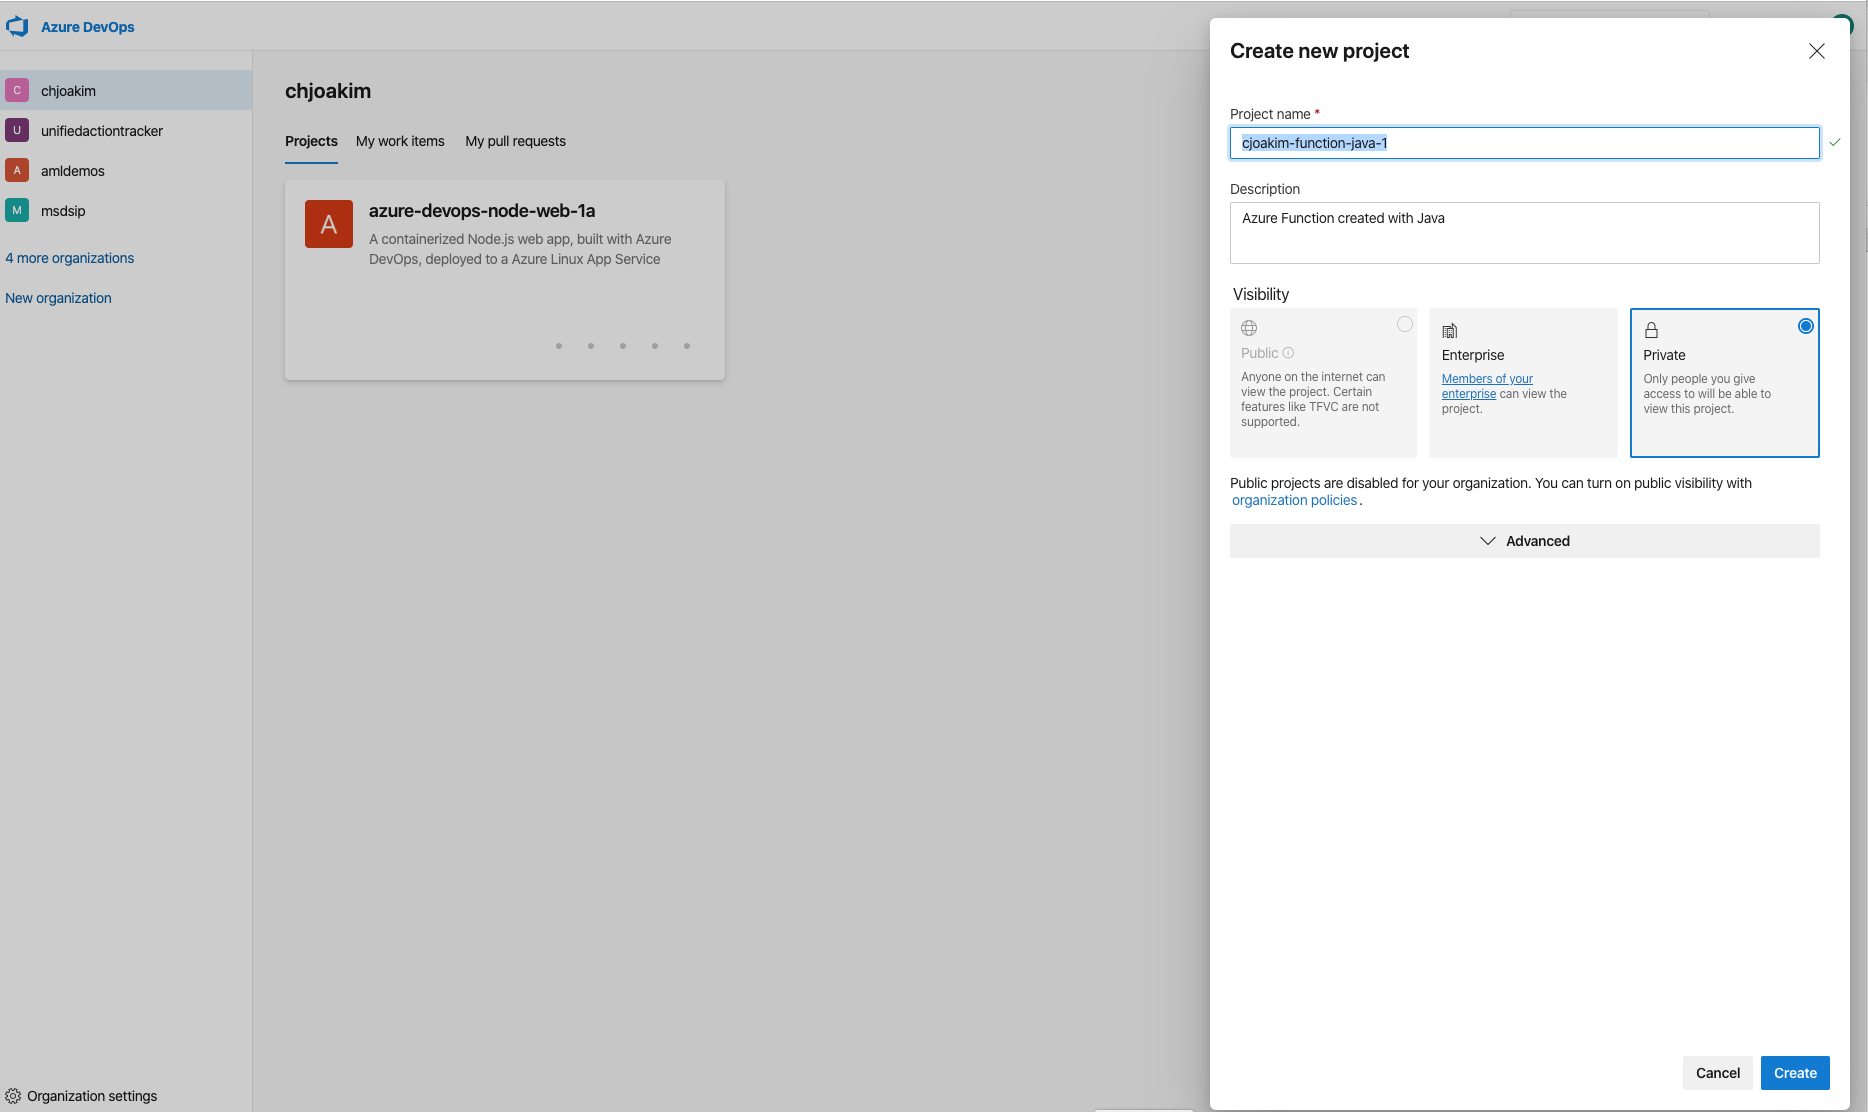 Azure DevOps
C chjoakim
U unifiedactiontracker
A amldemos
M msdsip
4 more organizations
New organization
Organization settings
chjoakim
Projects My work items My pull requests
A
azure-devops-node-web-1a
A containerized Node.js web app, built with Azure
DevOps, deployed to a Azure Linux App Service
Create new project
Project name *
cjoakim-function-java-1
Description
Azure Function created with Java
Visibility
Public
Anyone on the internet can
view the project. Certain
features like TFVC are not
supported.
Enterprise
Members of your
enterprise can view the
project.
Private
Only people you give
access to will be able to
view this project.
Public projects are disabled for your organization. You can turn on public visibility with
organization policies.
Advanced
Cancel Create